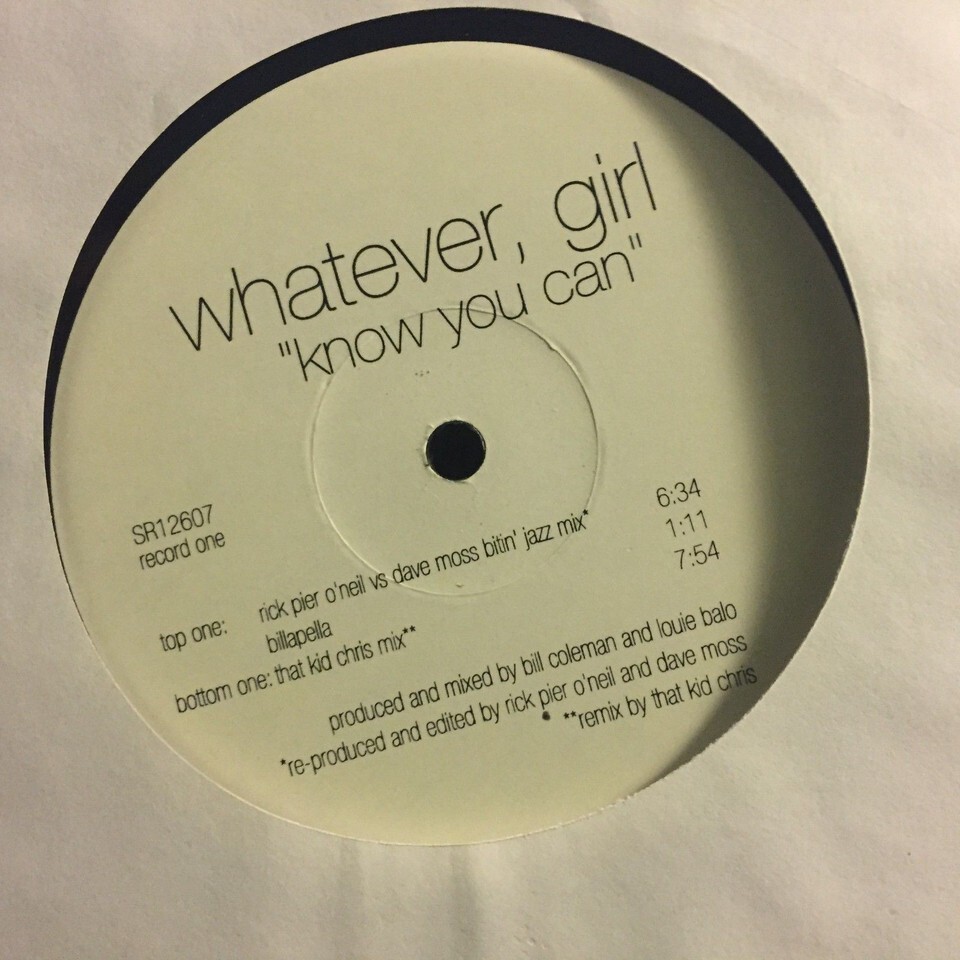 whatever, girl
"know you can"
SR12607
record one
top one: rick pier o'neil vs dave moss bitin' jazz mix* 6:34
billapella 1:11
bottom one: that kid chris mix** 7:54
produced and mixed by bill coleman and louie balo
*re-produced and edited by rick pier o'neil and dave moss
**remix by that kid chris